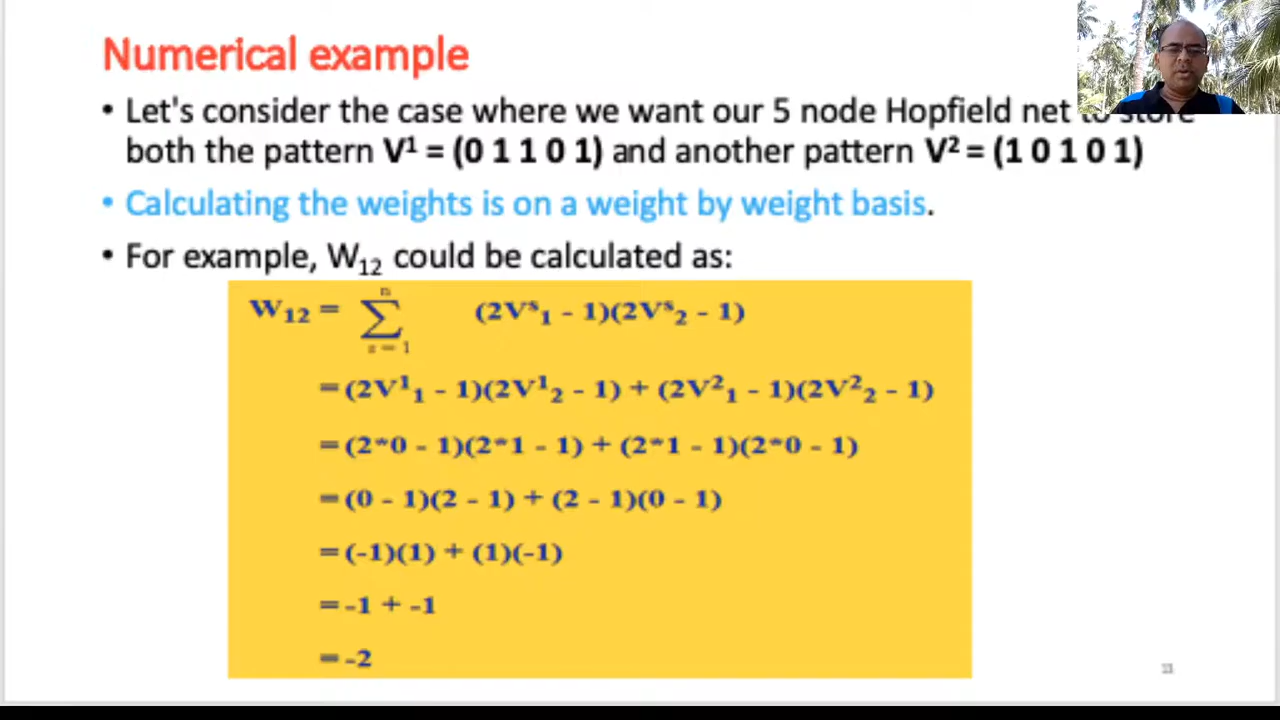 Numerical example
• Let's consider the case where we want our 5 node Hopfield net to store
both the pattern V¹ = (0 1 1 0 1) and another pattern V² = (1 0 1 0 1)
• Calculating the weights is on a weight by weight basis.
• For example, W₁₂ could be calculated as:
n
W₁₂ = ∑ (2Vˢ₁ - 1)(2Vˢ₂ - 1)
s = 1
= (2V¹₁ - 1)(2V¹₂ - 1) + (2V²₁ - 1)(2V²₂ - 1)
= (2*0 - 1)(2*1 - 1) + (2*1 - 1)(2*0 - 1)
= (0 - 1)(2 - 1) + (2 - 1)(0 - 1)
= (-1)(1) + (1)(-1)
= -1 + -1
= -2